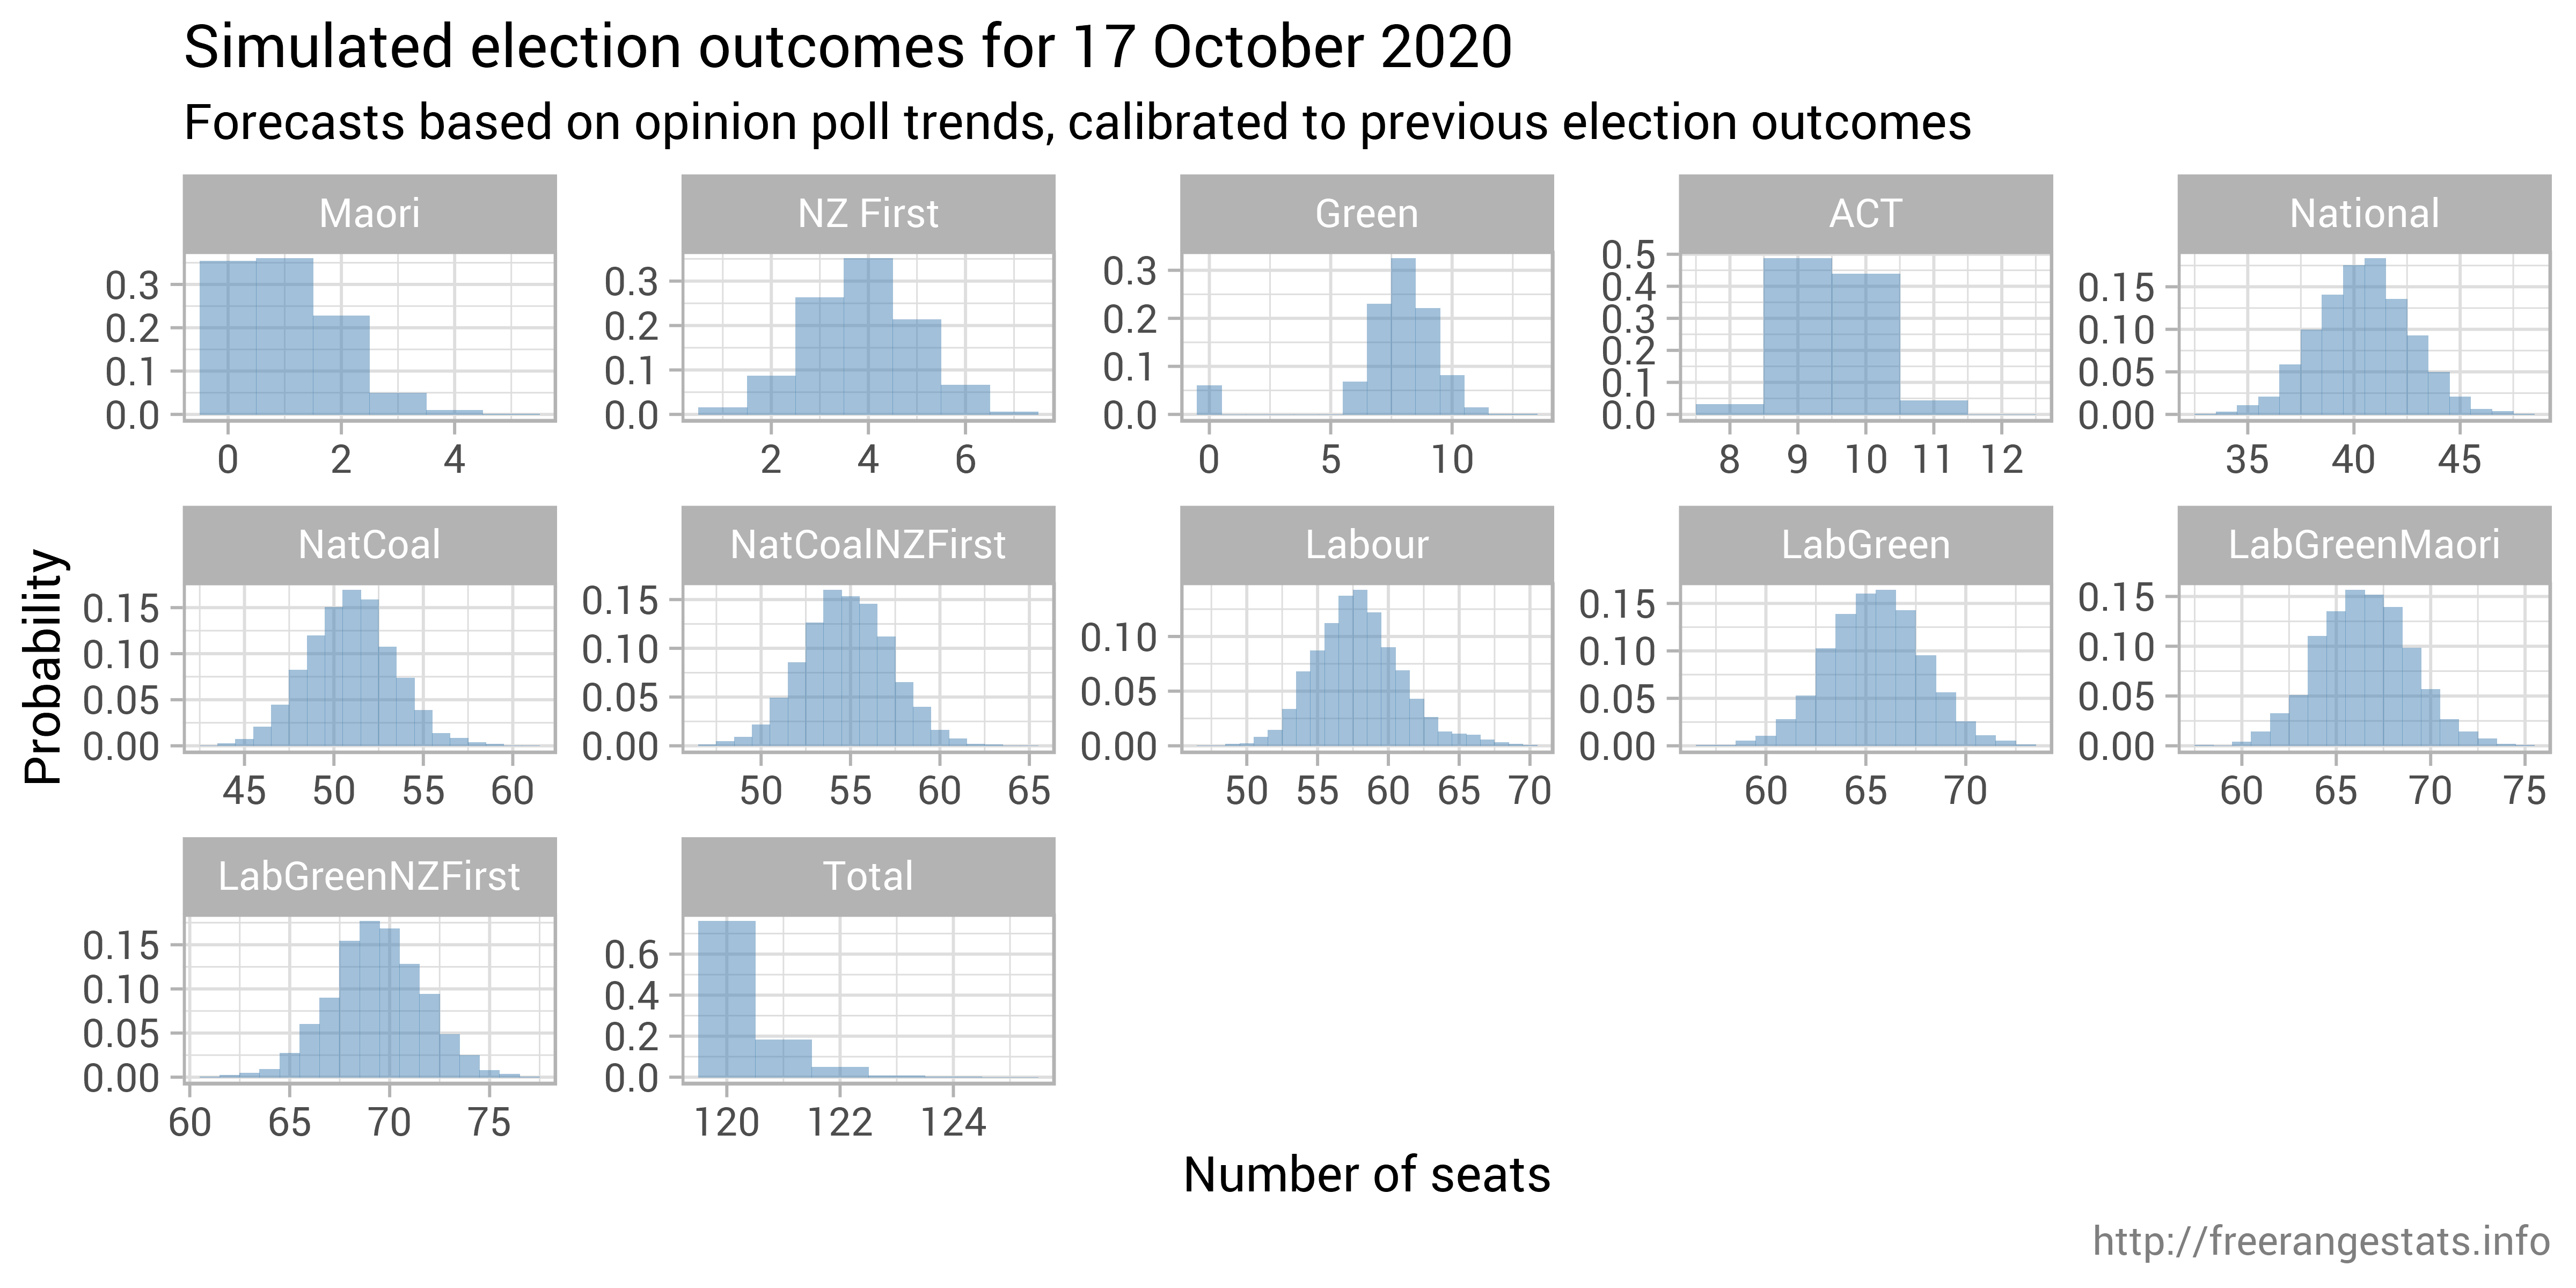 Simulated election outcomes for 17 October 2020
Forecasts based on opinion poll trends, calibrated to previous election outcomes
Maori
NZ First
Green
ACT
National
0.3
0.2
0.1
0.0
0 2 4
0.3
0.2
0.1
0.0
2 4 6
0.3
0.2
0.1
0.0
0 5 10
0.5
0.4
0.3
0.2
0.1
0.0
8 9 10 11 12
0.15
0.10
0.05
0.00
35 40 45
Probability
NatCoal
NatCoalNZFirst
Labour
LabGreen
LabGreenMaori
0.15
0.10
0.05
0.00
45 50 55 60
0.15
0.10
0.05
0.00
50 55 60 65
0.10
0.05
0.00
50 55 60 65 70
0.15
0.10
0.05
0.00
60 65 70
0.15
0.10
0.05
0.00
60 65 70 75
LabGreenNZFirst
Total
0.15
0.10
0.05
0.00
60 65 70 75
0.6
0.4
0.2
0.0
120 122 124
Number of seats
http://freerangestats.info